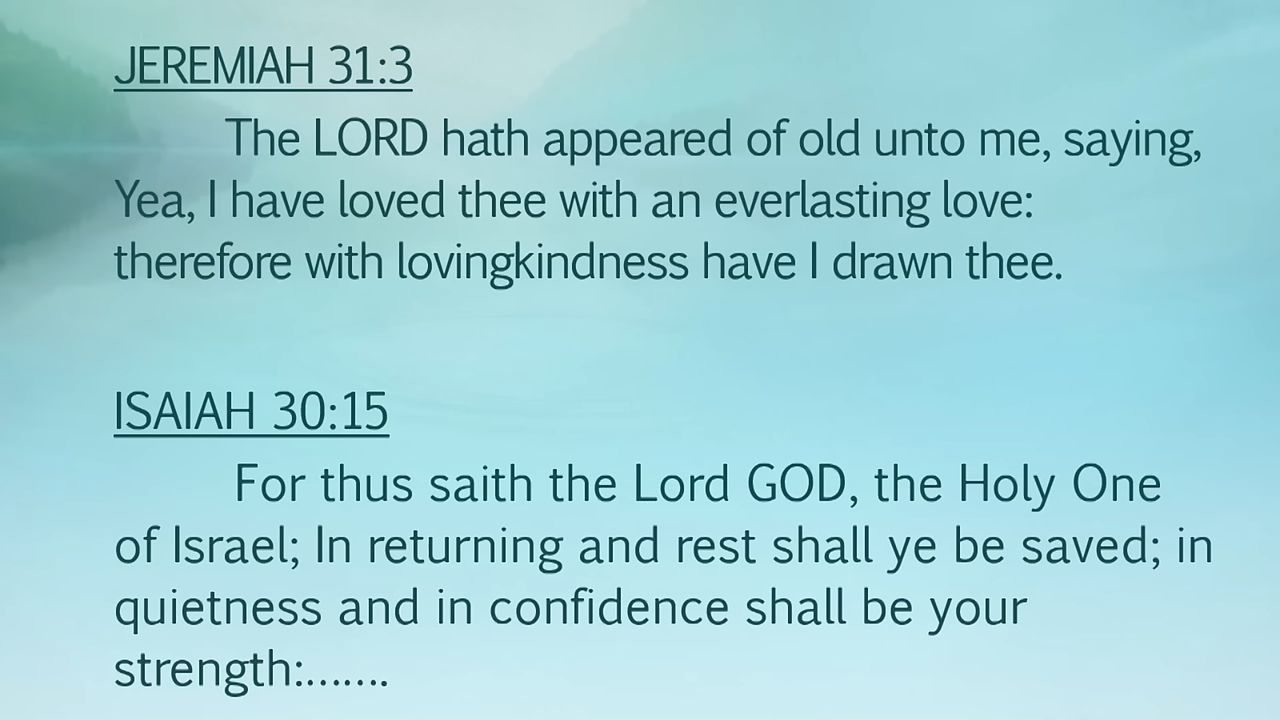 JEREMIAH 31:3
The LORD hath appeared of old unto me, saying,
Yea, I have loved thee with an everlasting love:
therefore with lovingkindness have I drawn thee.
ISAIAH 30:15
For thus saith the Lord GOD, the Holy One
of Israel; In returning and rest shall ye be saved; in
quietness and in confidence shall be your
strength:.......